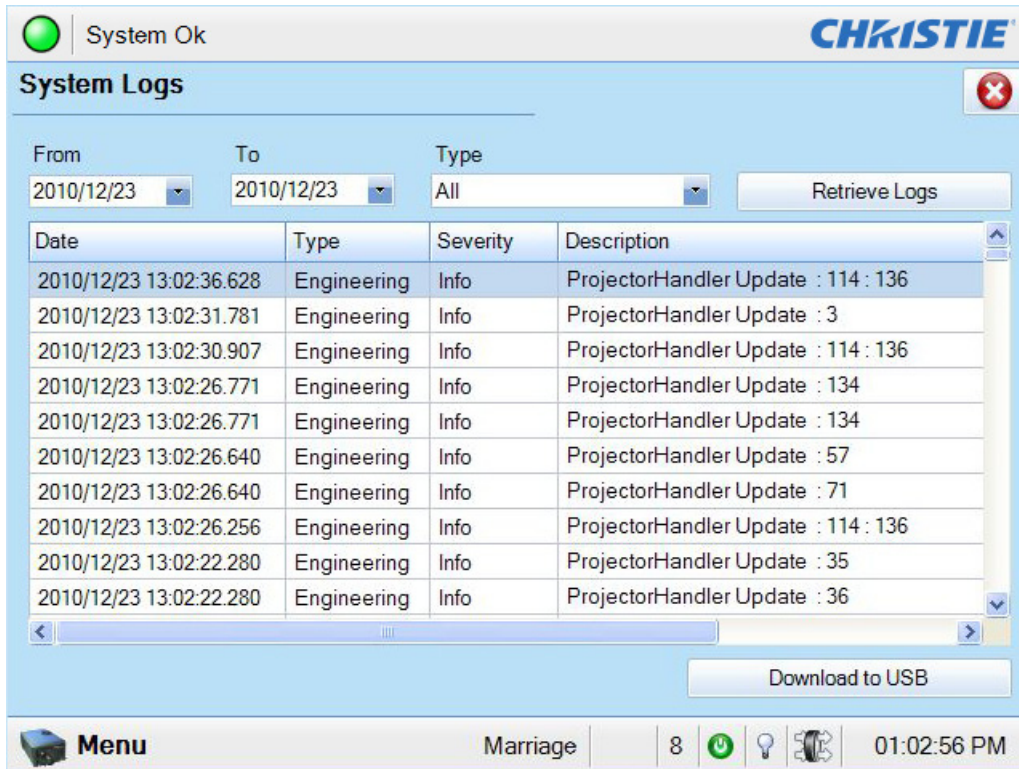 System Ok
CHRISTIE
System Logs
From To Type
2010/12/23 2010/12/23 All Retrieve Logs
Date Type Severity Description
2010/12/23 13:02:36.628 Engineering Info ProjectorHandler Update : 114 : 136
2010/12/23 13:02:31.781 Engineering Info ProjectorHandler Update : 3
2010/12/23 13:02:30.907 Engineering Info ProjectorHandler Update : 114 : 136
2010/12/23 13:02:26.771 Engineering Info ProjectorHandler Update : 134
2010/12/23 13:02:26.771 Engineering Info ProjectorHandler Update : 134
2010/12/23 13:02:26.640 Engineering Info ProjectorHandler Update : 57
2010/12/23 13:02:26.640 Engineering Info ProjectorHandler Update : 71
2010/12/23 13:02:26.256 Engineering Info ProjectorHandler Update : 114 : 136
2010/12/23 13:02:22.280 Engineering Info ProjectorHandler Update : 35
2010/12/23 13:02:22.280 Engineering Info ProjectorHandler Update : 36
Download to USB
Menu Marriage 8 01:02:56 PM